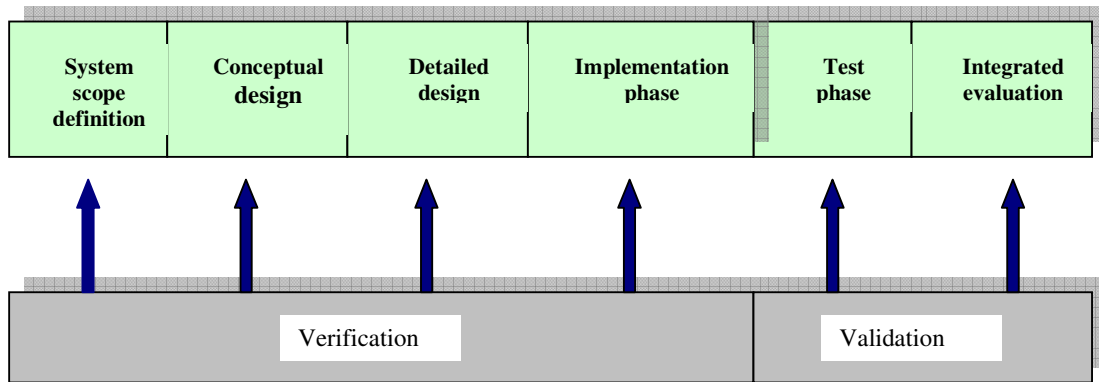 System
scope
definition
Conceptual
design
Detailed
design
Implementation
phase
Test
phase
Integrated
evaluation
Verification
Validation